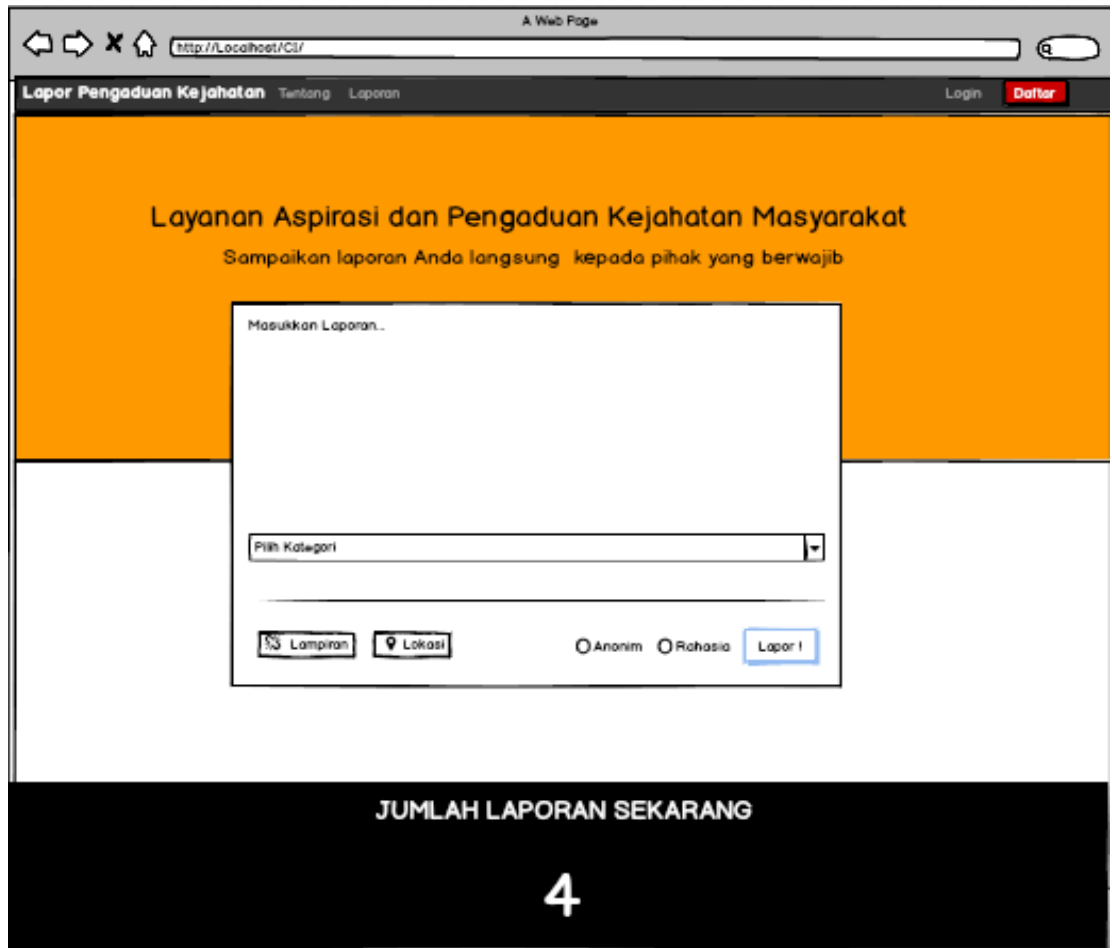 A Web Page
http://Localhost/CI/
Lapor Pengaduan Kejahatan Tentang Laporan Login Daftar
Layanan Aspirasi dan Pengaduan Kejahatan Masyarakat
Sampaikan laporan Anda langsung kepada pihak yang berwajib
Masukkan Laporan...
Pilih Kategori
Lampiran Lokasi Anonim Rahasia Lapor !
JUMLAH LAPORAN SEKARANG
4